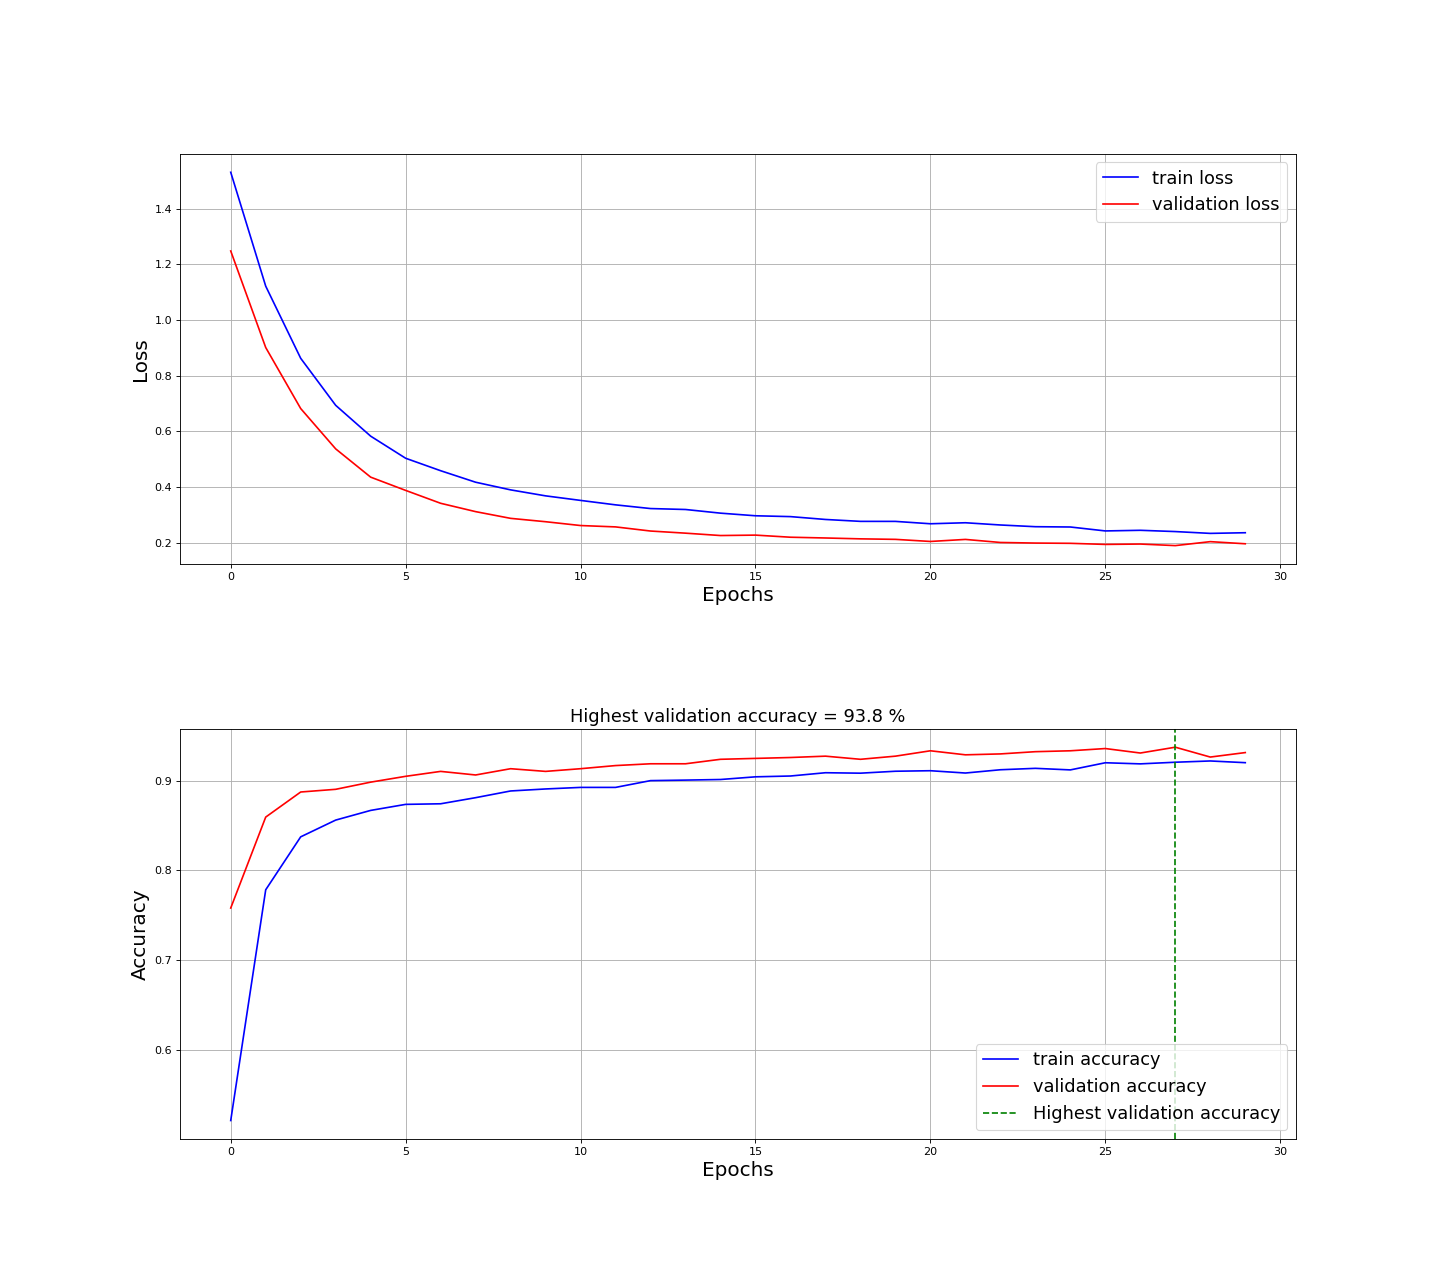 train loss
validation loss
1.4
1.2
1.0
0.8
0.6
0.4
0.2
Loss
0 5 10 15 20 25 30
Epochs
Highest validation accuracy = 93.8 %
0.9
0.8
0.7
0.6
Accuracy
train accuracy
validation accuracy
Highest validation accuracy
0 5 10 15 20 25 30
Epochs